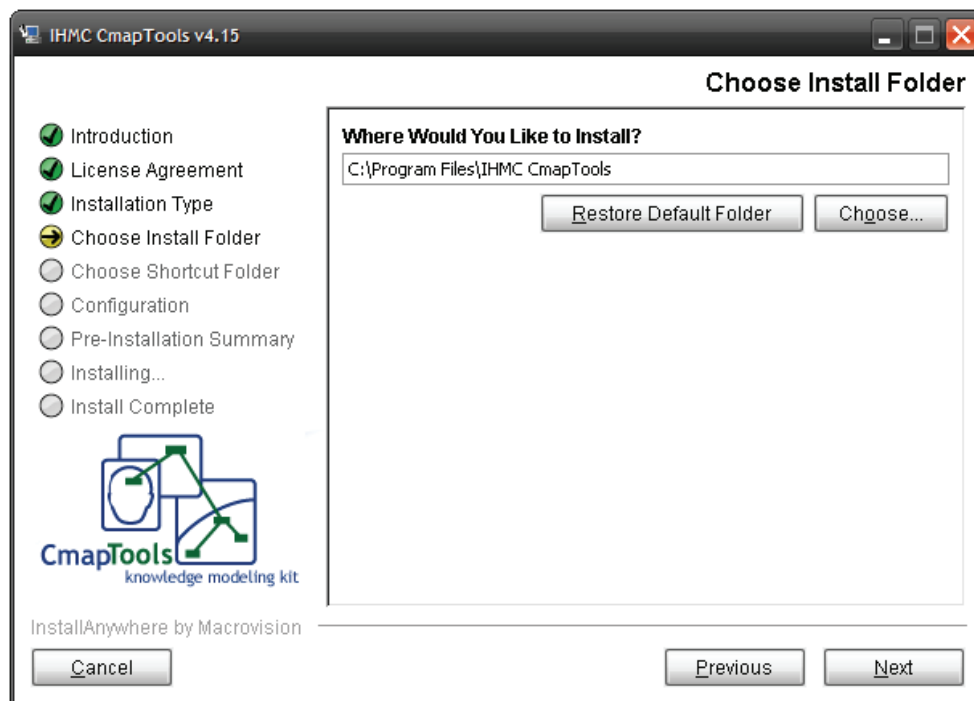 IHMC CmapTools v4.15
Choose Install Folder
Introduction
License Agreement
Installation Type
Choose Install Folder
Choose Shortcut Folder
Configuration
Pre-Installation Summary
Installing...
Install Complete
Where Would You Like to Install?
C:\Program Files\IHMC CmapTools
Restore Default Folder
Choose...
CmapTools
knowledge modeling kit
InstallAnywhere by Macrovision
Cancel
Previous
Next